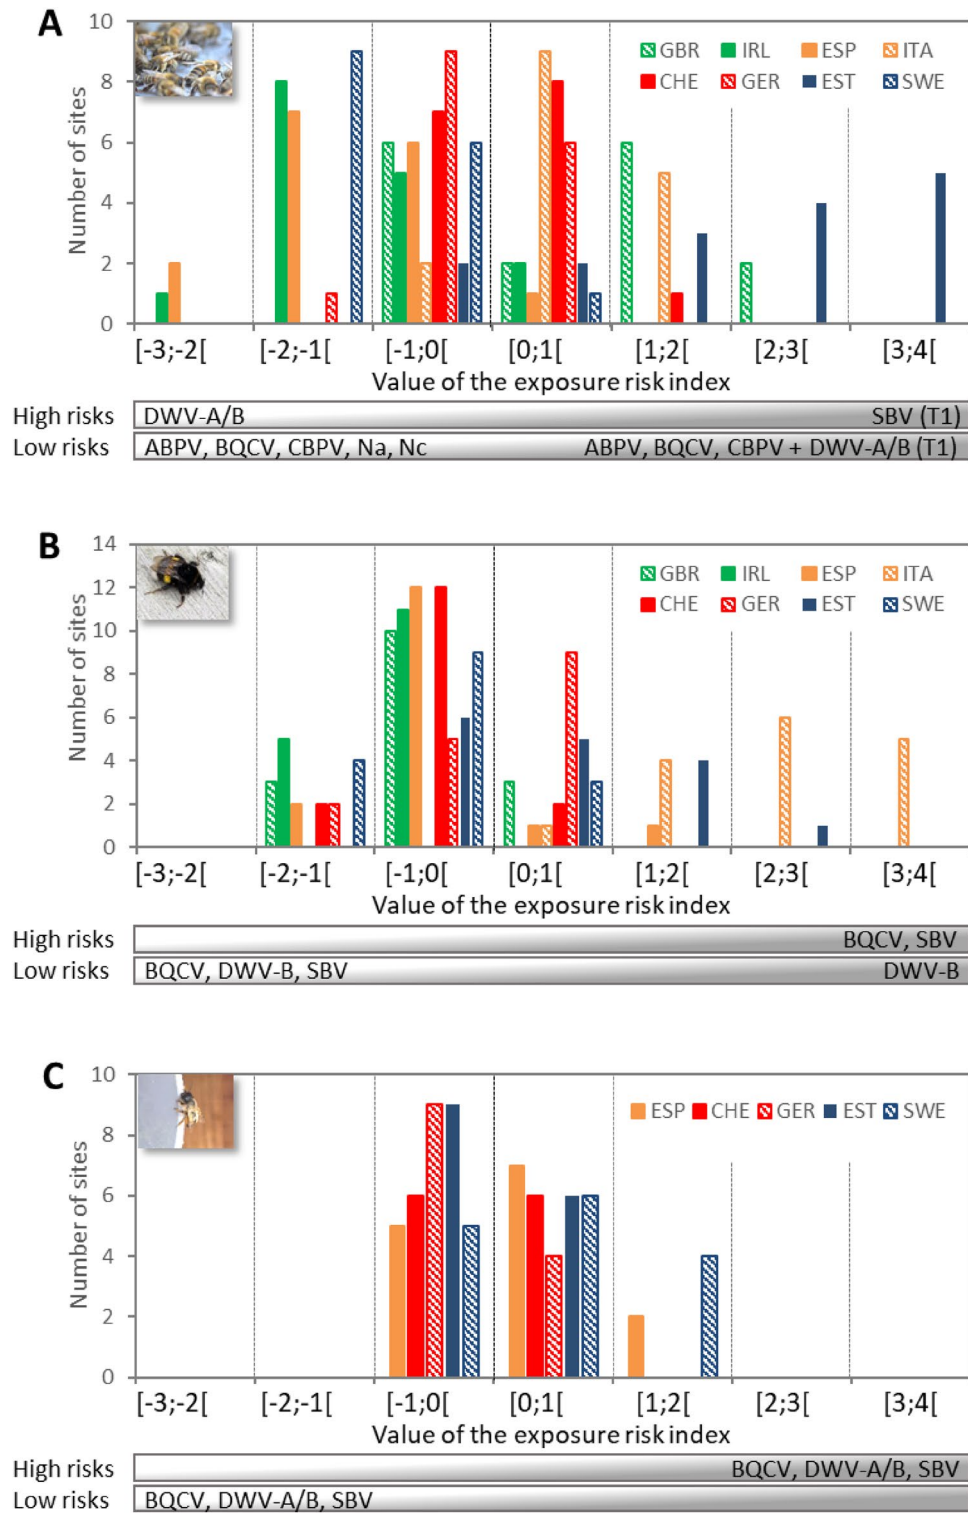 A
10
8
6
4
2
0
Number of sites
GBR IRL ESP ITA
CHE GER EST SWE
[-3;-2[ [-2;-1[ [-1;0[ [0;1[ [1;2[ [2;3[ [3;4[
Value of the exposure risk index
High risks DWV-A/B SBV (T1)
Low risks ABPV, BQCV, CBPV, Na, Nc ABPV, BQCV, CBPV + DWV-A/B (T1)
B
14
12
10
8
6
4
2
0
Number of sites
GBR IRL ESP ITA
CHE GER EST SWE
[-3;-2[ [-2;-1[ [-1;0[ [0;1[ [1;2[ [2;3[ [3;4[
Value of the exposure risk index
High risks BQCV, SBV
Low risks BQCV, DWV-B, SBV DWV-B
C
10
8
6
4
2
0
Number of sites
ESP CHE GER EST SWE
[-3;-2[ [-2;-1[ [-1;0[ [0;1[ [1;2[ [2;3[ [3;4[
Value of the exposure risk index
High risks BQCV, DWV-A/B, SBV
Low risks BQCV, DWV-A/B, SBV